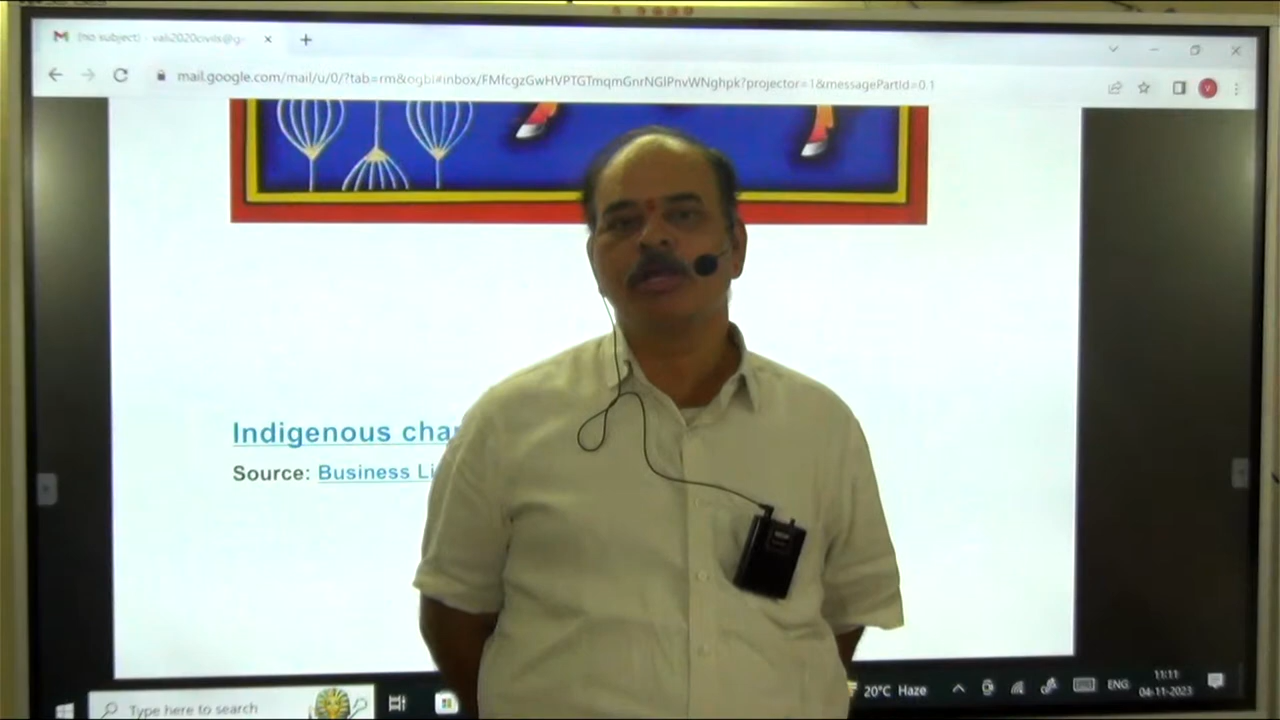 (no subject) - vali2020civils@g
mail.google.com/mail/u/0/?tab=rm&ogbl#inbox/FMfcgzGwHVPTGTmqmGnrNGlPnvWNghpk?projector=1&messagePartId=0.1
V
Indigenous cha
Source: Business Li
Type here to search
20°C Haze
ENG
11:11
04-11-2023